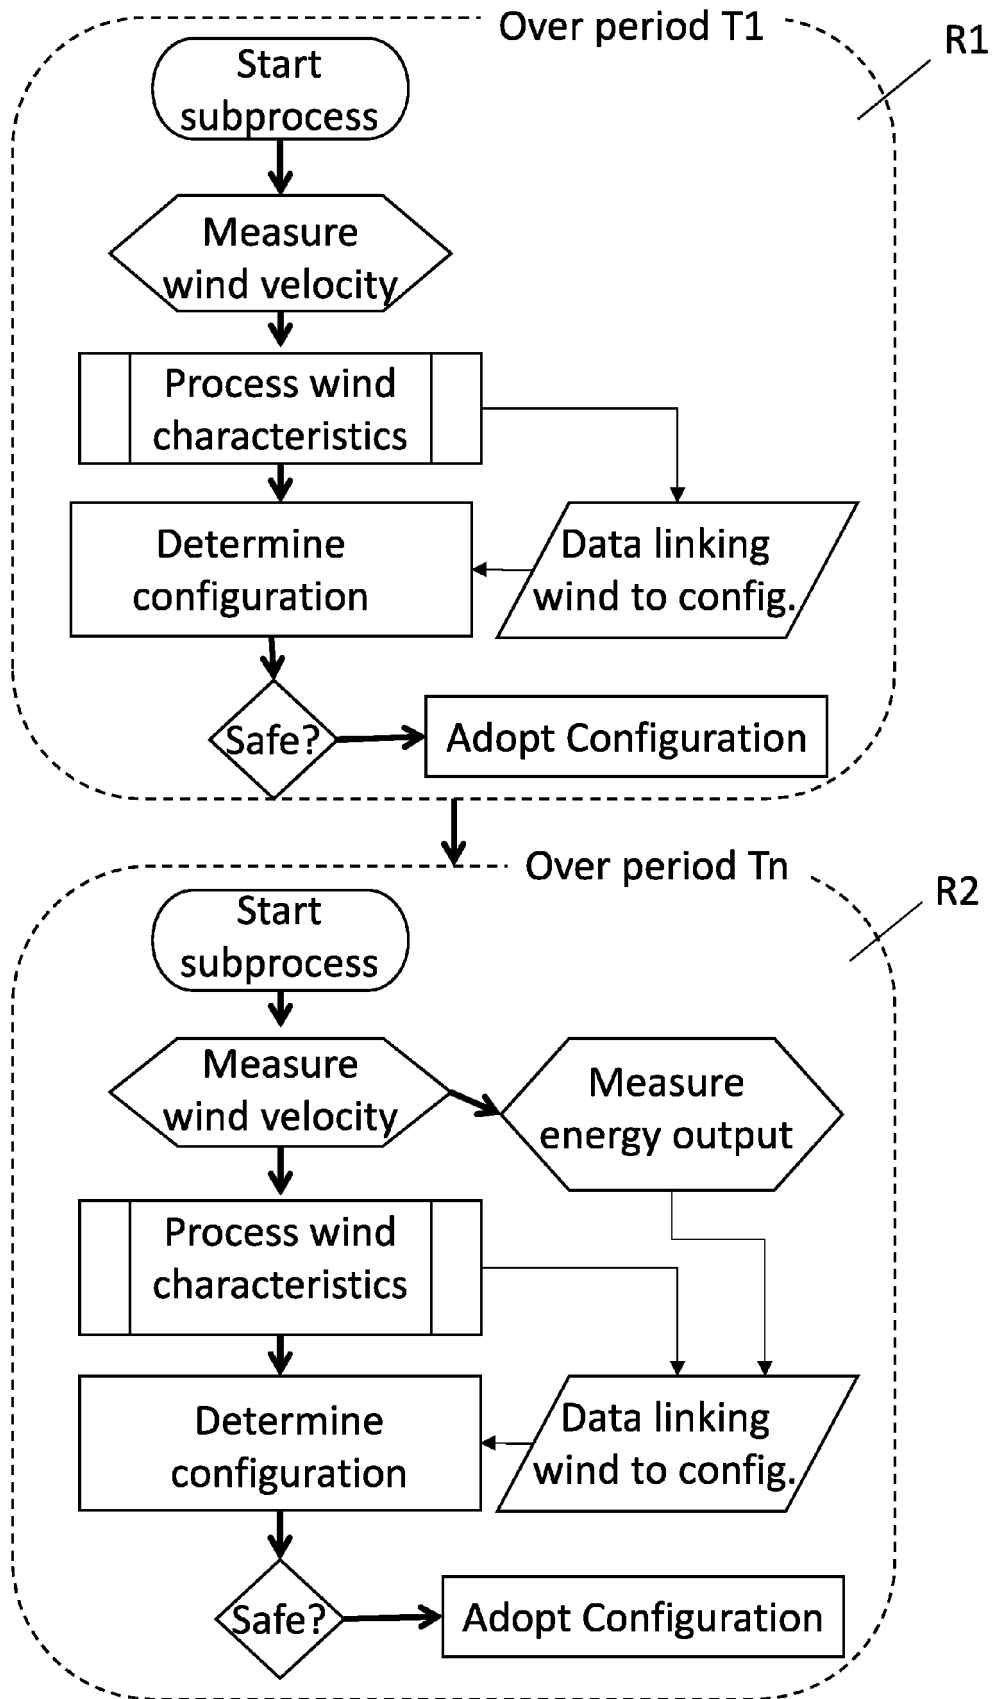 Over period T1
R1
Start
subprocess
Measure
wind velocity
Process wind
characteristics
Determine
configuration
Data linking
wind to config.
Safe?
Adopt Configuration
Over period Tn
R2
Start
subprocess
Measure
wind velocity
Measure
energy output
Process wind
characteristics
Determine
configuration
Data linking
wind to config.
Safe?
Adopt Configuration